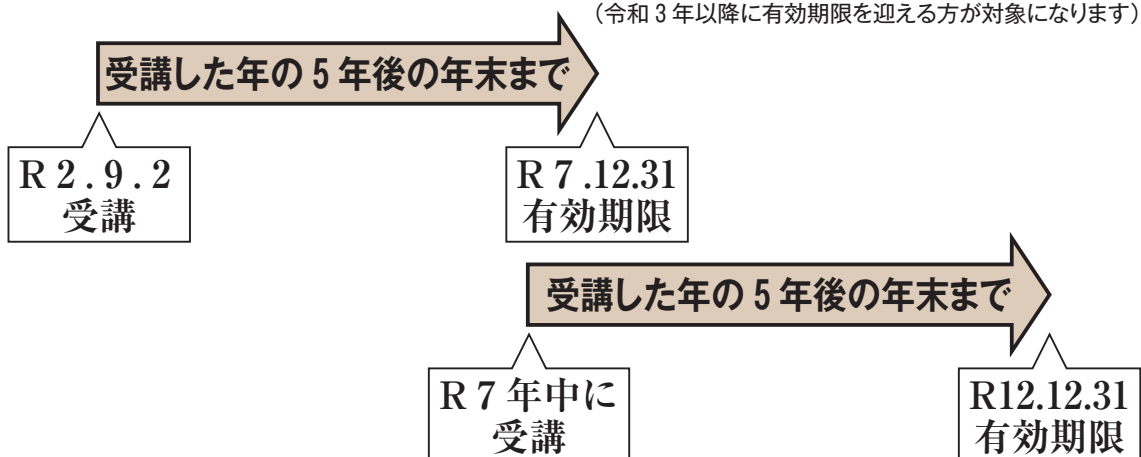 (令和3年以降に有効期限を迎える方が対象になります)
受講した年の5年後の年末まで
R2.9.2
受講
R7.12.31
有効期限
受講した年の5年後の年末まで
R7年中に
受講
R12.12.31
有効期限